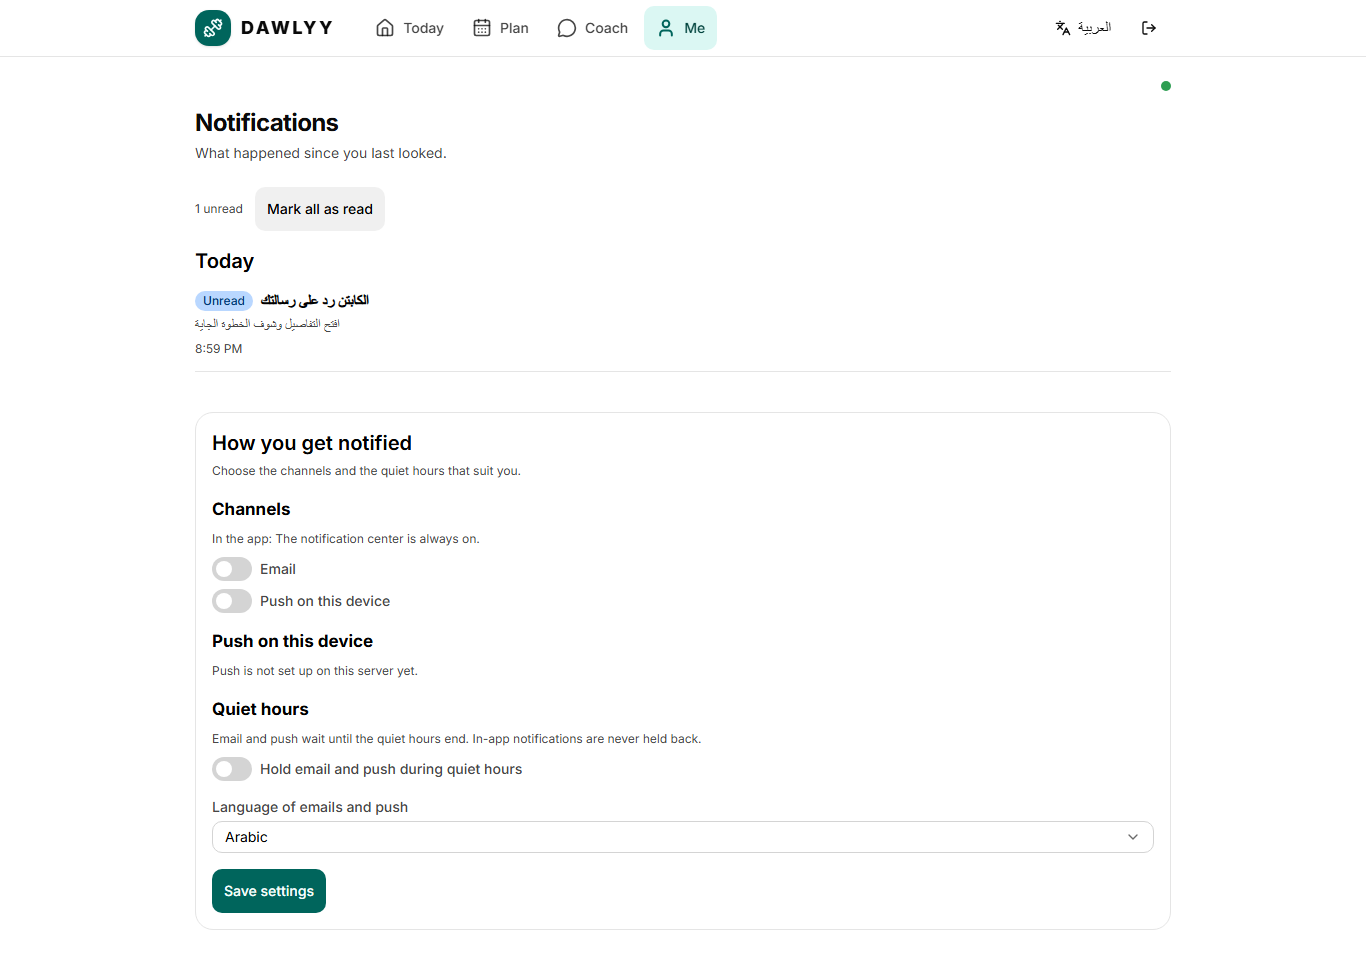 DAWLYY
Today
Plan
Coach
Me
العربية
Notifications
What happened since you last looked.
1 unread
Mark all as read
Today
Unread الكابتن رد على رسالتك
افتح التفاصيل وشوف الخطوة الجاية
8:59 PM
How you get notified
Choose the channels and the quiet hours that suit you.
Channels
In the app: The notification center is always on.
Email
Push on this device
Push on this device
Push is not set up on this server yet.
Quiet hours
Email and push wait until the quiet hours end. In-app notifications are never held back.
Hold email and push during quiet hours
Language of emails and push
Arabic
Save settings